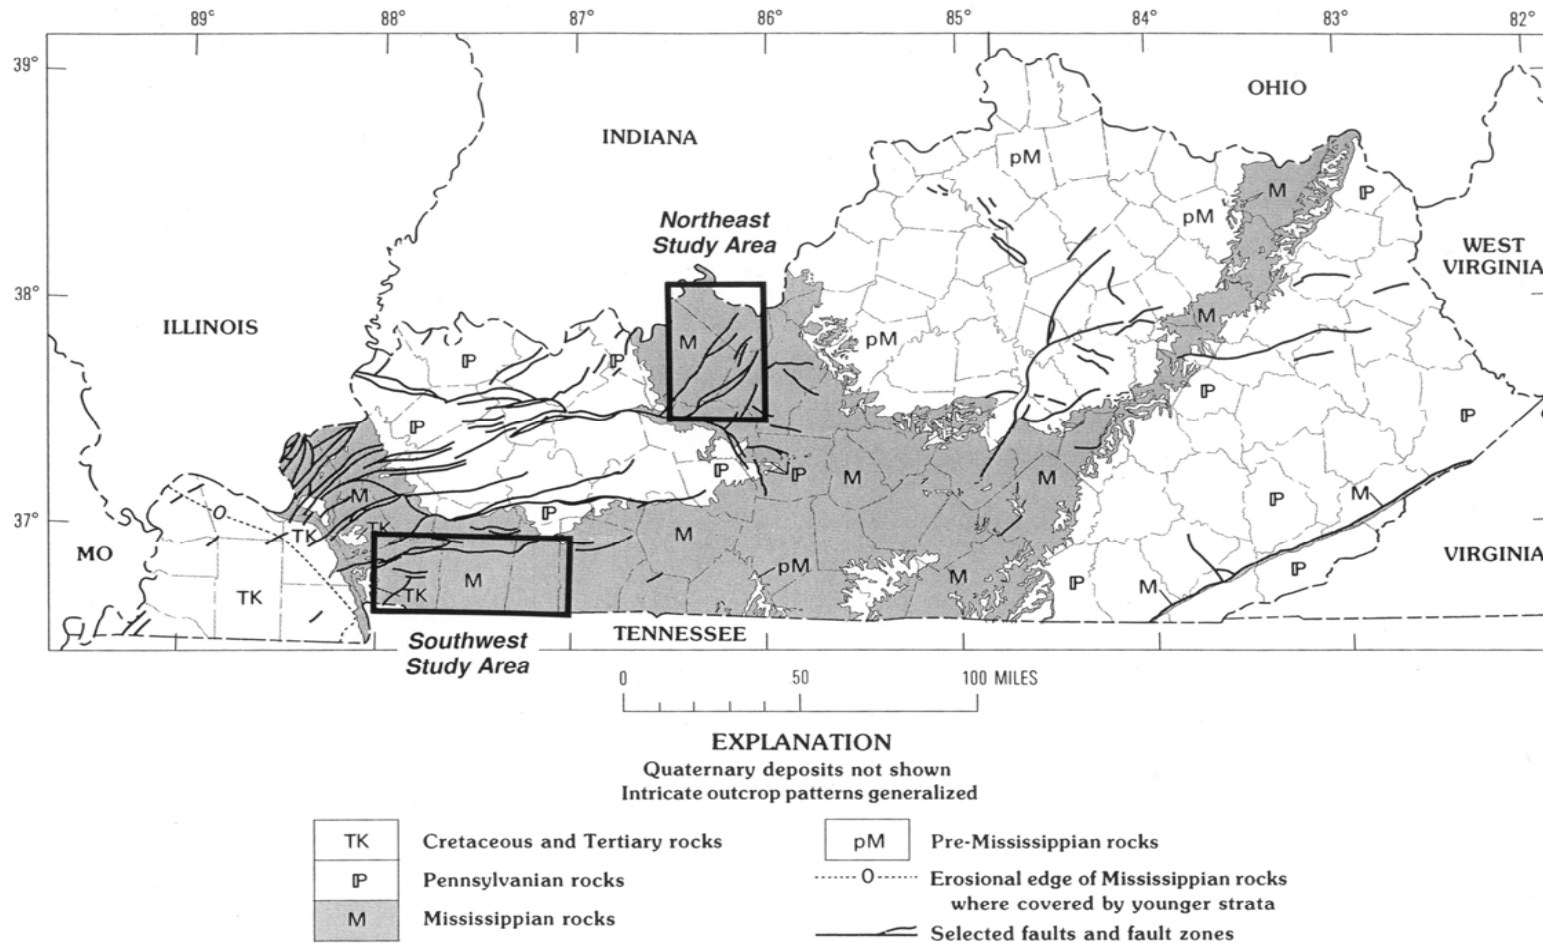 89° 88° 87° 86° 85° 84° 83° 82°
39°
OHIO
INDIANA
pM
M
P
Northeast
Study Area
pM
WEST
VIRGINIA
38°
M
ILLINOIS
M
pM
P
P
P
P
P
M
P
P
M
M
M
P
P
M
O
TK
TK
37°
M
MO
VIRGINIA
pM
M
P
M
P
M
TK
TK
Southwest
Study Area
TENNESSEE
0 50 100 MILES
EXPLANATION
Quaternary deposits not shown
Intricate outcrop patterns generalized
TK Cretaceous and Tertiary rocks
P Pennsylvanian rocks
M Mississippian rocks
pM Pre-Mississippian rocks
O Erosional edge of Mississippian rocks
where covered by younger strata
Selected faults and fault zones